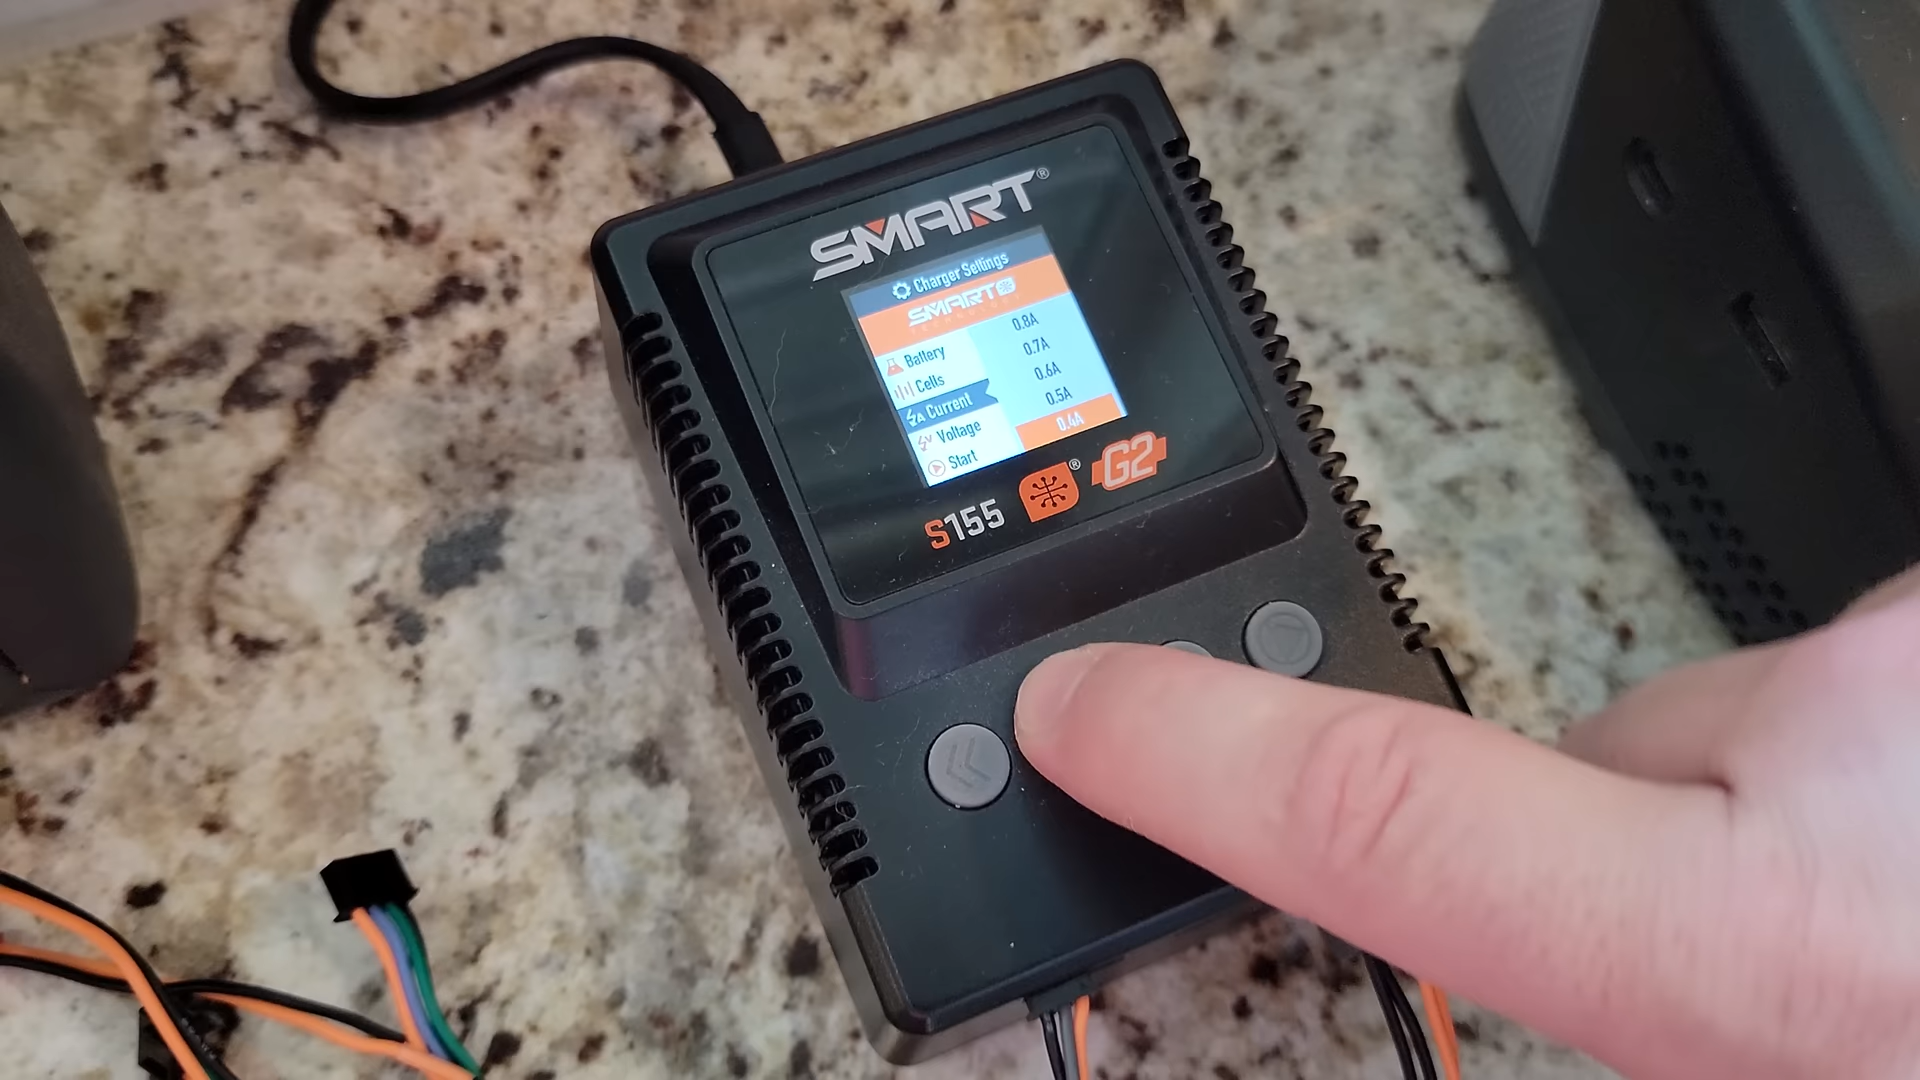 SMART®
Charger Settings
SMART
TECHNOLOGY
Battery
Cells
Current
Voltage
Start
0.8A
0.7A
0.6A
0.5A
0.4A
S155
®
G2